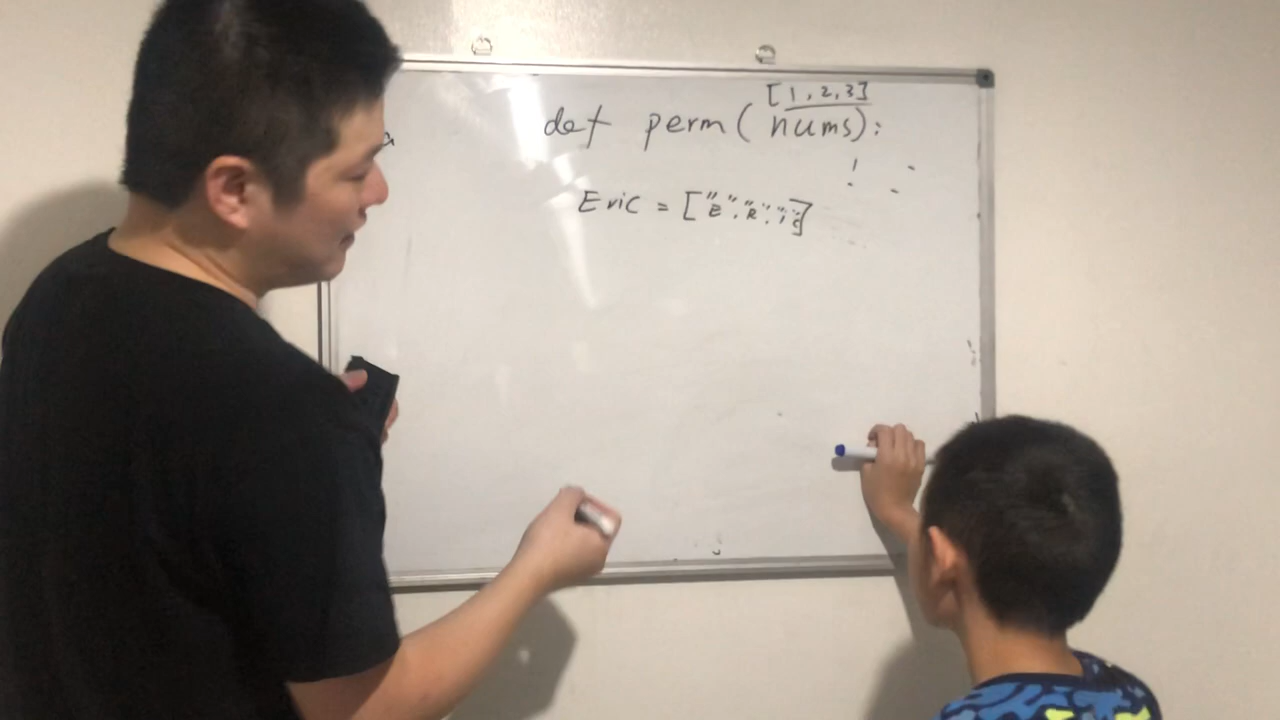 [1,2,3]
def perm(nums):
Eric = ["E","R","i","c"]